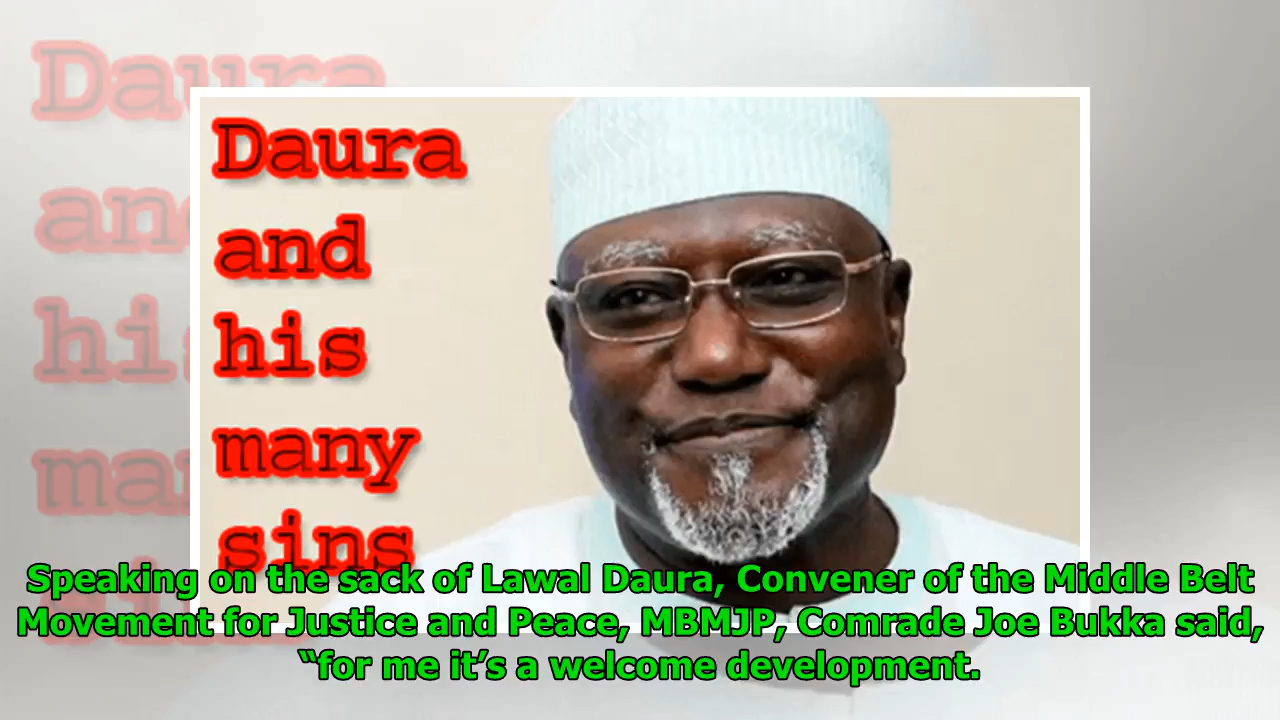 Daura
and
his
many
sins
Speaking on the sack of Lawal Daura, Convener of the Middle Belt
Movement for Justice and Peace, MBMJP, Comrade Joe Bukka said,
“for me it’s a welcome development.